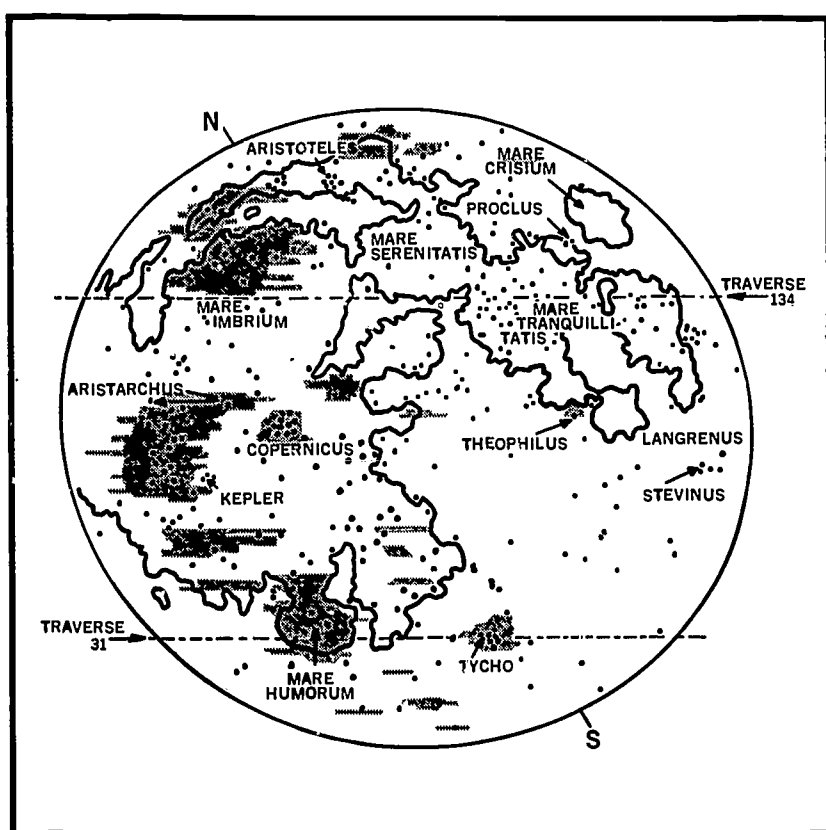 N
ARISTOTELES
MARE
CRISIUM
PROCLUS
MARE
SERENITATIS
TRAVERSE
134
MARE
IMBRIUM
MARE
TRANQUILLI
TATIS
ARISTARCHUS
COPERNICUS
THEOPHILUS
LANGRENUS
KEPLER
STEVINUS
TRAVERSE
31
TYCHO
MARE
HUMORUM
S